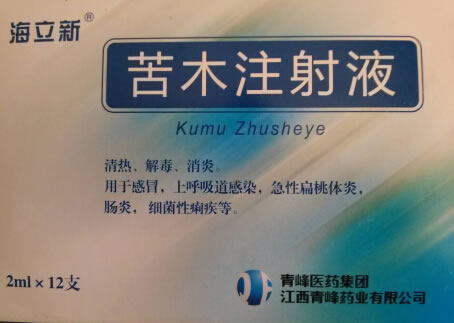 海立新®
苦木注射液
Kumu Zhusheye
清热、解毒、消炎。
用于感冒，上呼吸道感染，急性扁桃体炎，
肠炎，细菌性痢疾等。
2ml×12支
青峰医药集团
江西青峰药业有限公司